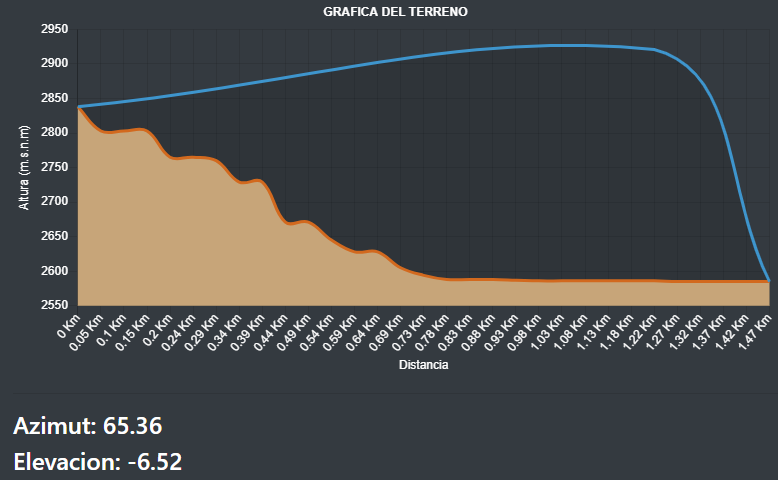 GRAFICA DEL TERRENO
2950
2900
2850
2800
2750
2700
2650
2600
2550
Altura (m.s.n.m)
0 Km
0.05 Km
0.1 Km
0.15 Km
0.2 Km
0.24 Km
0.29 Km
0.34 Km
0.39 Km
0.44 Km
0.49 Km
0.54 Km
0.59 Km
0.64 Km
0.69 Km
0.73 Km
0.78 Km
0.83 Km
0.88 Km
0.93 Km
0.98 Km
1.03 Km
1.08 Km
1.13 Km
1.18 Km
1.22 Km
1.27 Km
1.32 Km
1.37 Km
1.42 Km
1.47 Km
Distancia
Azimut: 65.36
Elevacion: -6.52